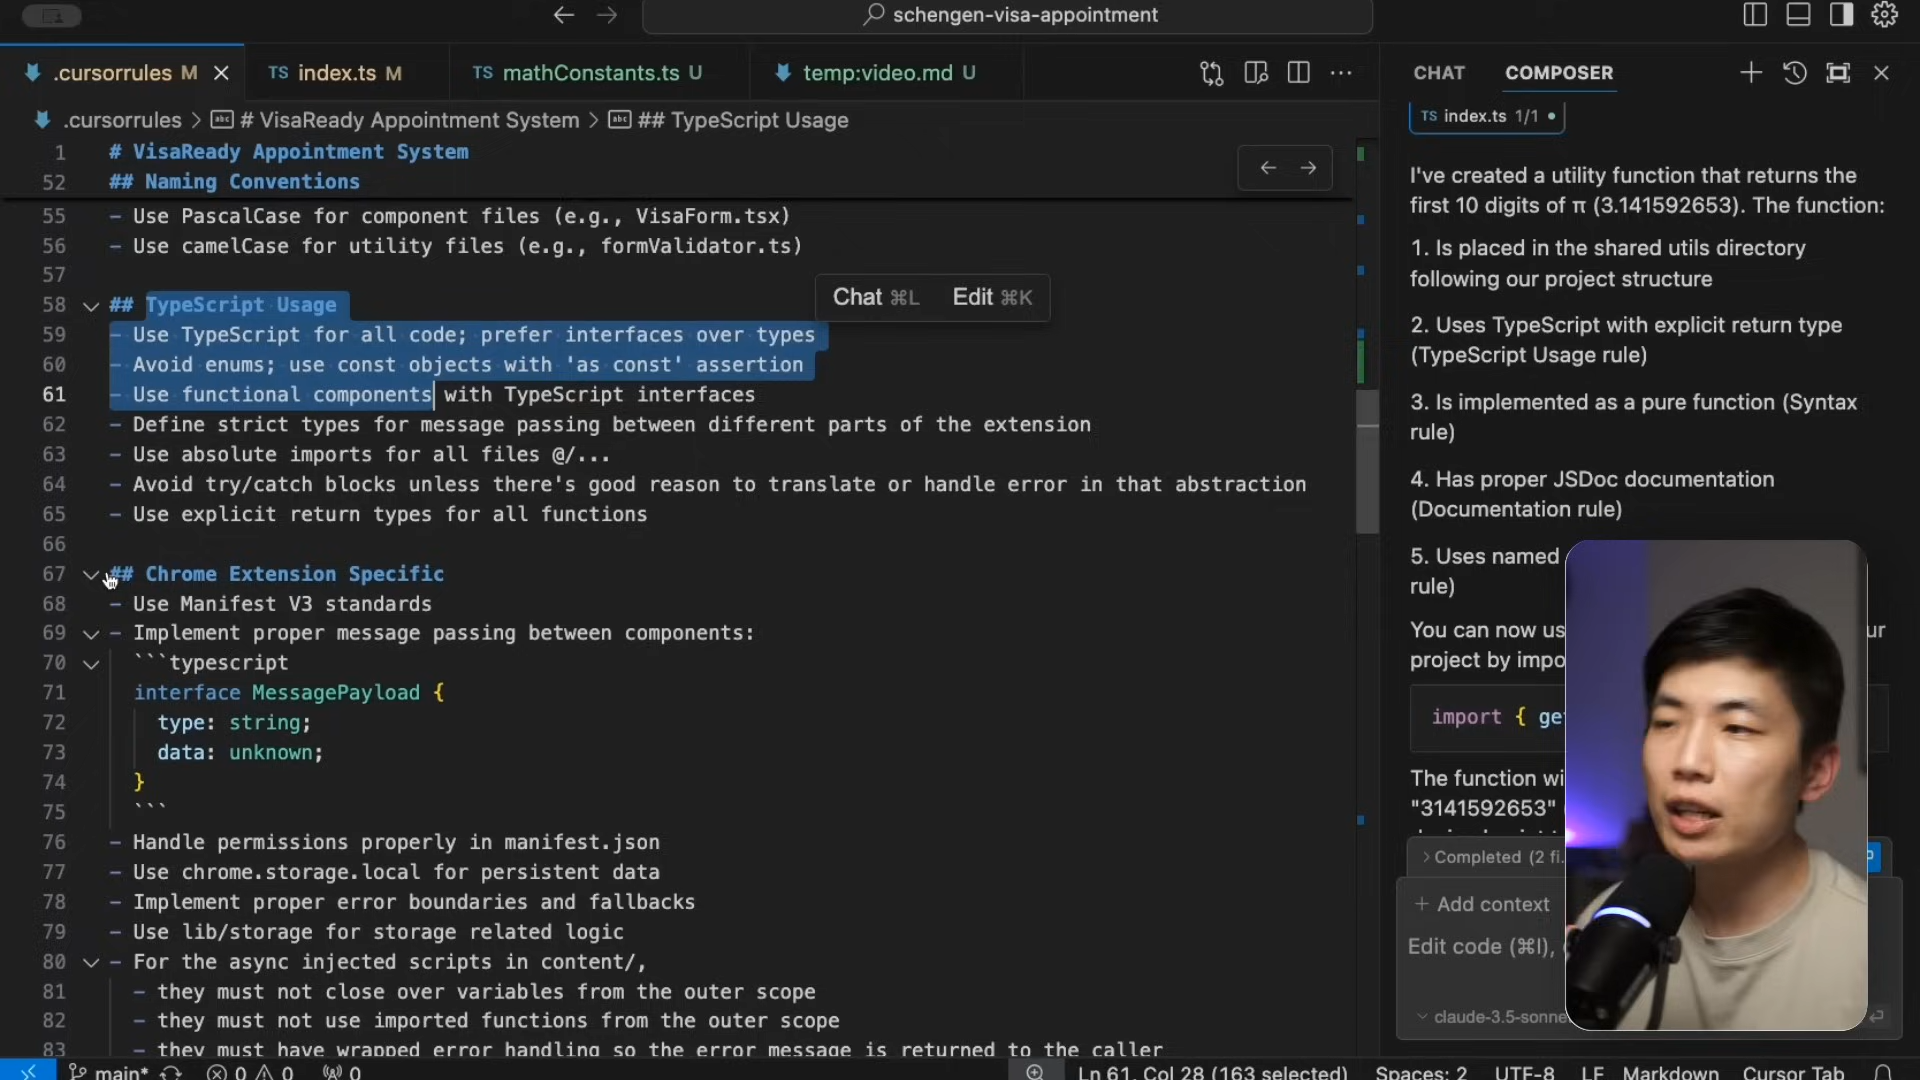 schengen-visa-appointment
.cursorrules M
TS index.ts M
TS mathConstants.ts U
temp:video.md U
.cursorrules > # VisaReady Appointment System > ## TypeScript Usage
1 # VisaReady Appointment System
52 ## Naming Conventions
55 - Use PascalCase for component files (e.g., VisaForm.tsx)
56 - Use camelCase for utility files (e.g., formValidator.ts)
57
Chat ⌘L Edit ⌘K
58 ## TypeScript Usage
59 - Use TypeScript for all code; prefer interfaces over types
60 - Avoid enums; use const objects with 'as const' assertion
61 - Use functional components with TypeScript interfaces
62 - Define strict types for message passing between different parts of the extension
63 - Use absolute imports for all files @/...
64 - Avoid try/catch blocks unless there's good reason to translate or handle error in that abstraction
65 - Use explicit return types for all functions
66
67 ## Chrome Extension Specific
68 - Use Manifest V3 standards
69 - Implement proper message passing between components:
70 ```typescript
71 interface MessagePayload {
72 type: string;
73 data: unknown;
74 }
75 ```
76 - Handle permissions properly in manifest.json
77 - Use chrome.storage.local for persistent data
78 - Implement proper error boundaries and fallbacks
79 - Use lib/storage for storage related logic
80 - For the async injected scripts in content/,
81 - they must not close over variables from the outer scope
82 - they must not use imported functions from the outer scope
83 - they must have wrapped error handling so the error message is returned to the caller
CHAT COMPOSER
TS index.ts 1/1
I've created a utility function that returns the
first 10 digits of π (3.141592653). The function:
1. Is placed in the shared utils directory
following our project structure
2. Uses TypeScript with explicit return type
(TypeScript Usage rule)
3. Is implemented as a pure function (Syntax
rule)
4. Has proper JSDoc documentation
(Documentation rule)
5. Uses named
rule)
You can now us
project by impo
import { ge
The function wi
"3141592653"
Completed (2 fi
+ Add context
Edit code (⌘I),
claude-3.5-sonne
main* 0 0 0
Ln 61, Col 28 (163 selected) Spaces: 2 UTF-8 LF Markdown Cursor Tab